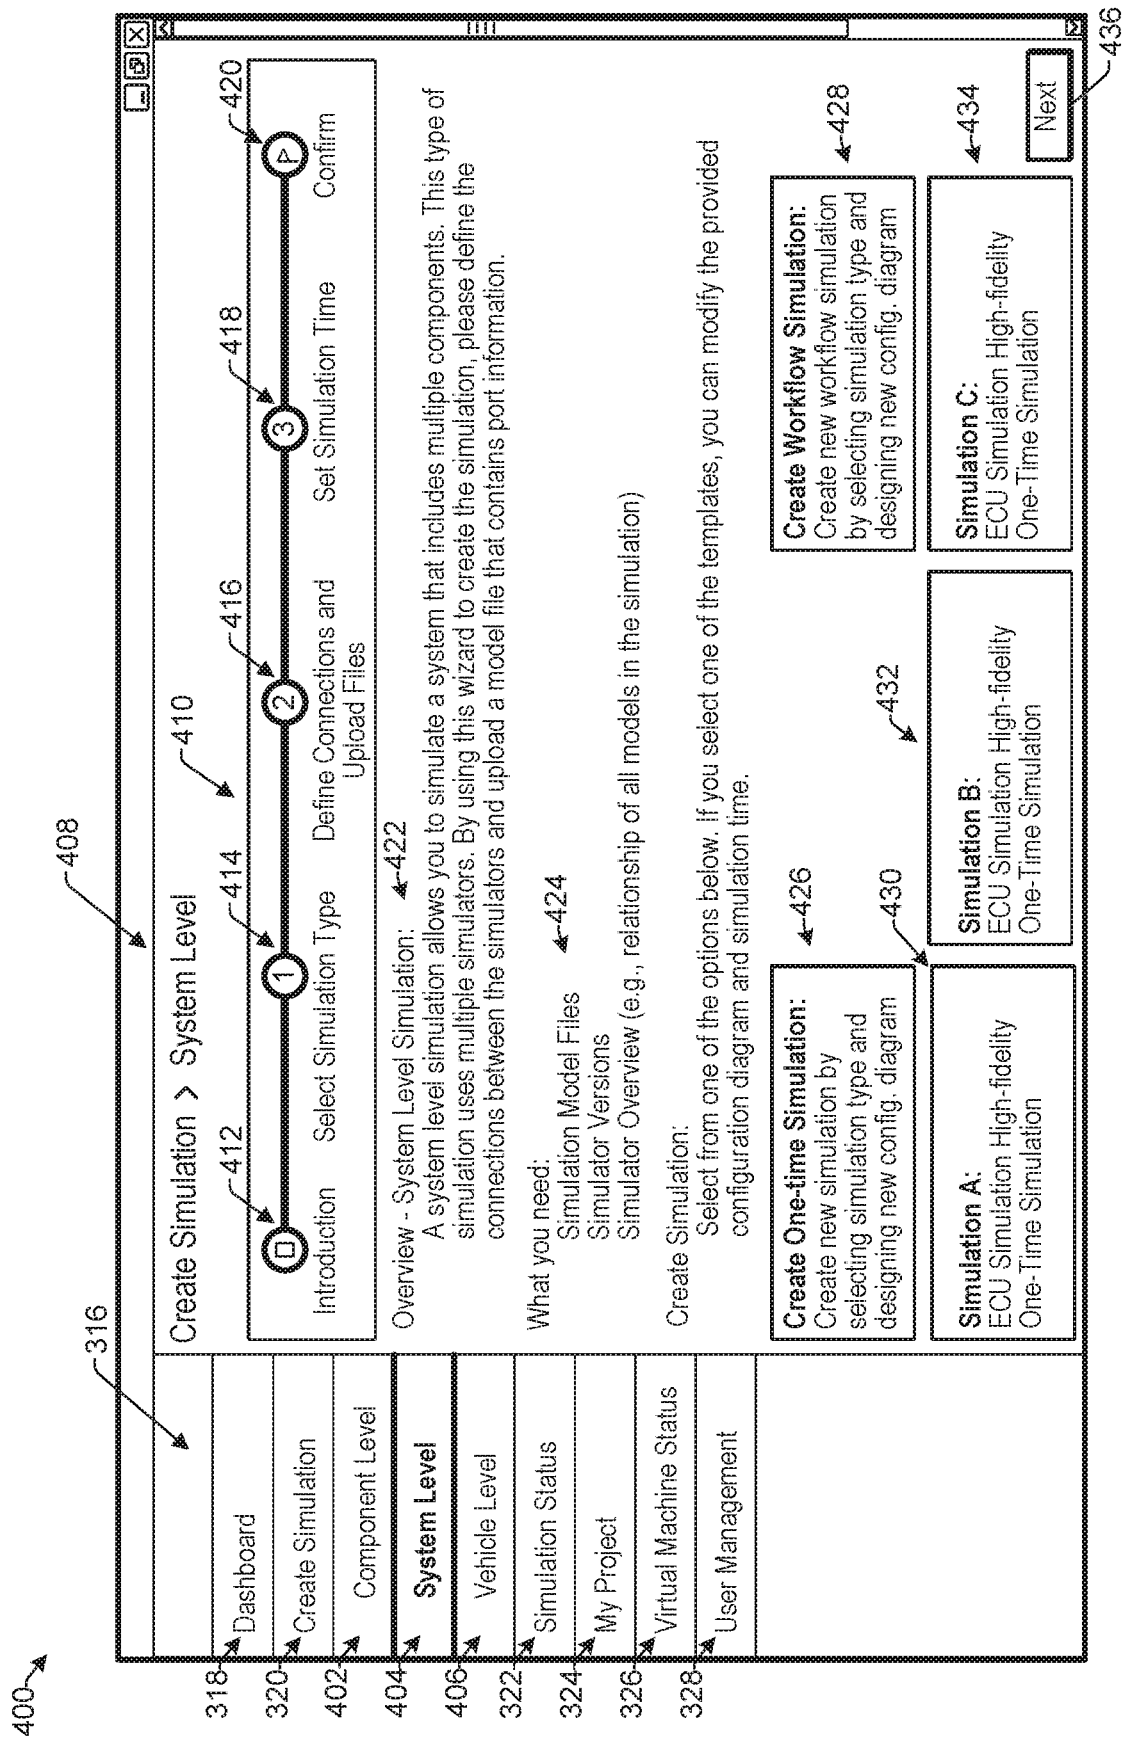 400
316
408
318
320
402
404
406
322
324
326
328
Dashboard
Create Simulation
Component Level
System Level
Vehicle Level
Simulation Status
My Project
Virtual Machine Status
User Management
Create Simulation > System Level
410
412
414
416
418
420
1
2
3
P
Introduction
Select Simulation Type
Define Connections and
Upload Files
Set Simulation Time
Confirm
Overview - System Level Simulation:
422
A system level simulation allows you to simulate a system that includes multiple components. This type of
simulation uses multiple simulators. By using this wizard to create the simulation, please define the
connections between the simulators and upload a model file that contains port information.
What you need:
424
Simulation Model Files
Simulator Versions
Simulator Overview (e.g., relationship of all models in the simulation)
Create Simulation:
Select from one of the options below. If you select one of the templates, you can modify the provided
configuration diagram and simulation time.
Create One-time Simulation:
Create new simulation by
selecting simulation type and
designing new config. diagram
426
Create Workflow Simulation:
Create new workflow simulation
by selecting simulation type and
designing new config. diagram
428
430
Simulation A:
ECU Simulation High-fidelity
One-Time Simulation
432
Simulation B:
ECU Simulation High-fidelity
One-Time Simulation
434
Simulation C:
ECU Simulation High-fidelity
One-Time Simulation
Next
436